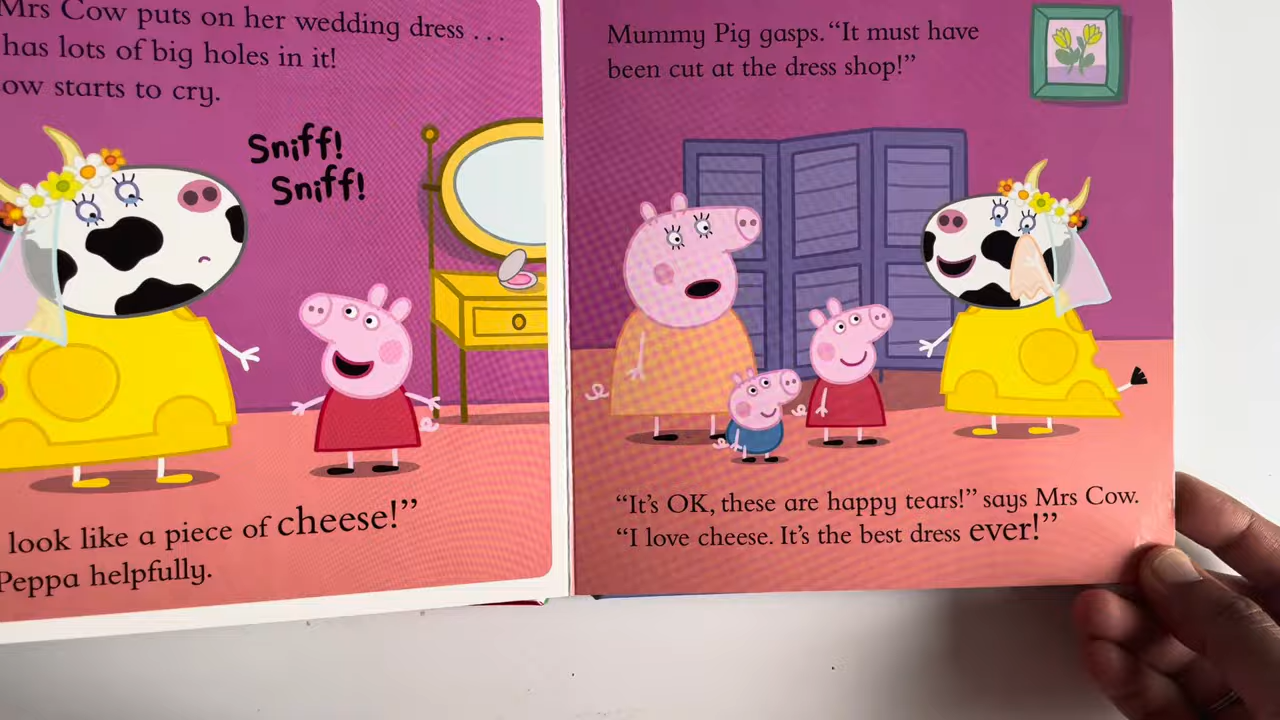 Mrs Cow puts on her wedding dress . . .
has lots of big holes in it!
ow starts to cry.
Sniff!
Sniff!
look like a piece of cheese!”
Peppa helpfully.
Mummy Pig gasps. “It must have
been cut at the dress shop!”
“It’s OK, these are happy tears!” says Mrs Cow.
“I love cheese. It’s the best dress ever!”